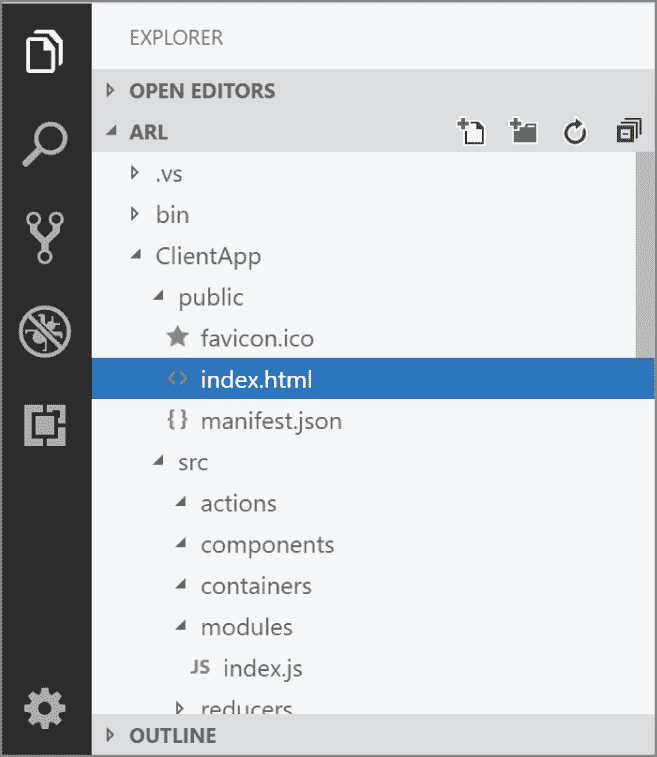 EXPLORER
OPEN EDITORS
ARL
.vs
bin
ClientApp
public
favicon.ico
index.html
manifest.json
src
actions
components
containers
modules
JS index.js
reducers
OUTLINE